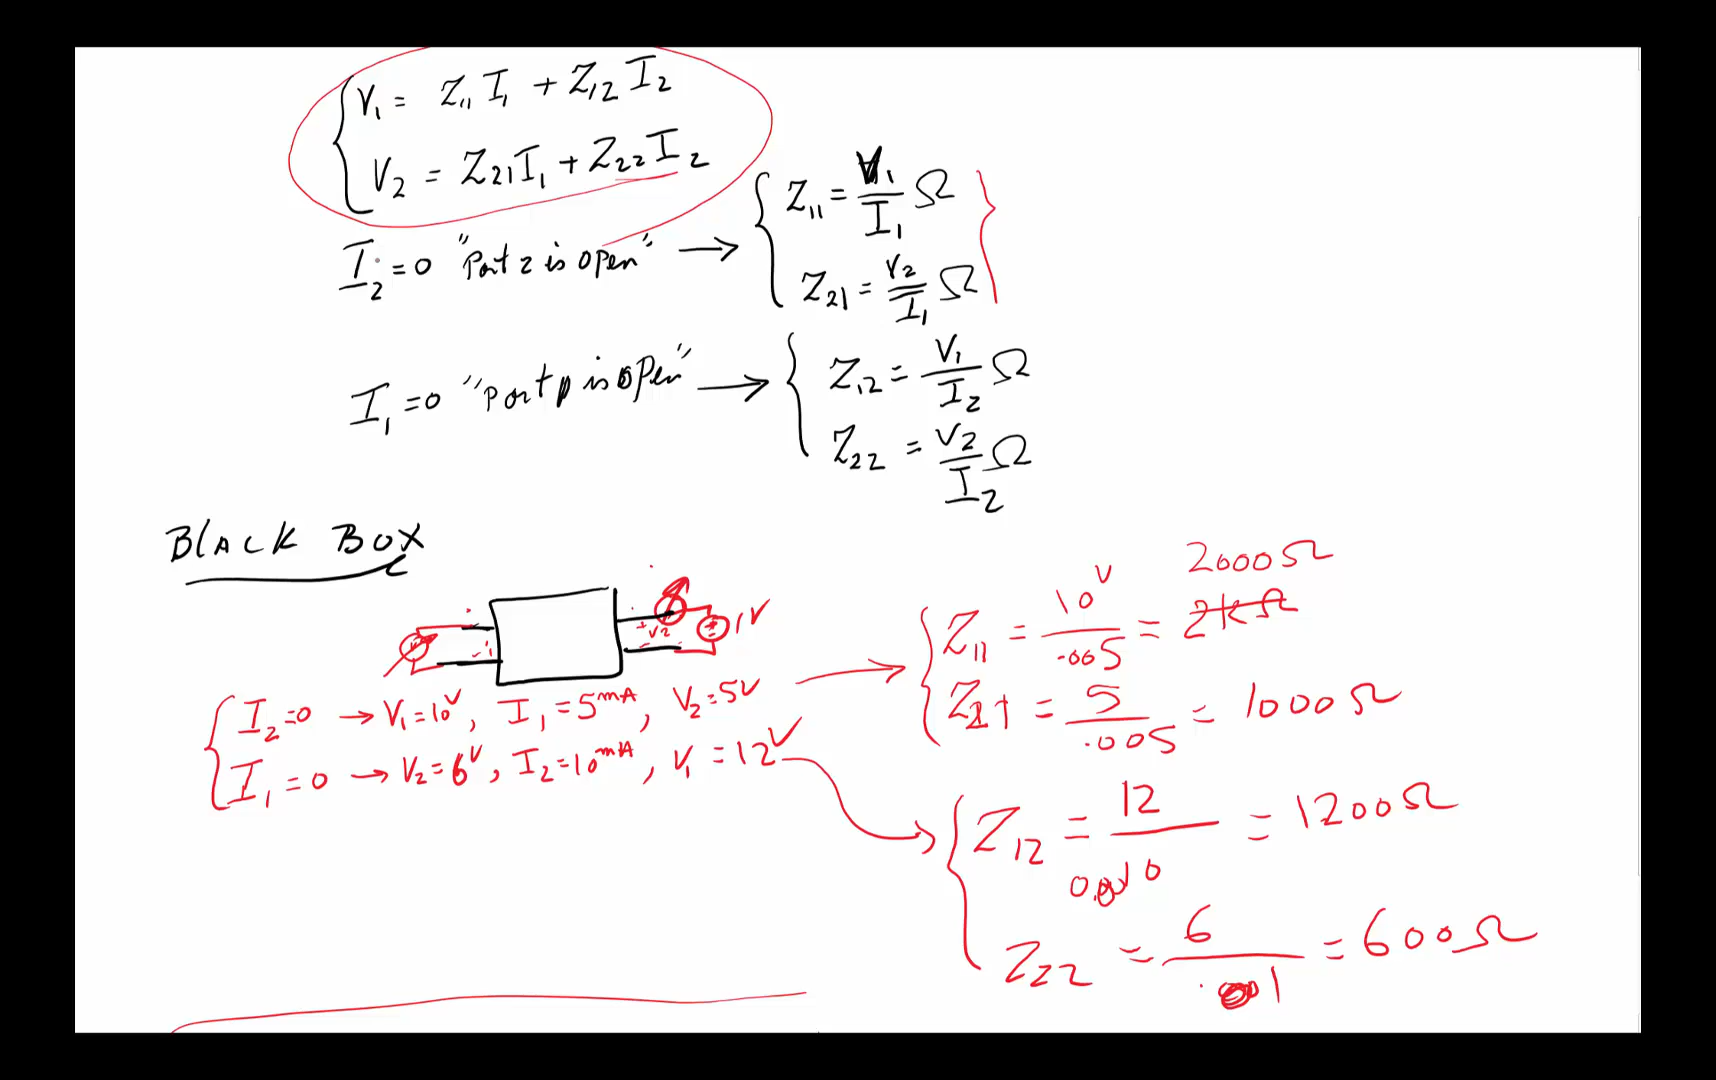 V1 = Z11 I1 + Z12 I2
V2 = Z21 I1 + Z22 I2
I2 = 0 "Port 2 is open" → Z11 = V1/I1 Ω
Z21 = V2/I1 Ω
I1 = 0 "Port 1 is open" → Z12 = V1/I2 Ω
Z22 = V2/I2 Ω
BLACK BOX
+ V2 - 1V
I2 = 0 → V1 = 10V, I1 = 5mA, V2 = 5V
I1 = 0 → V2 = 6V, I2 = 10mA, V1 = 12V
2000Ω
Z11 = 10V/.005 = 2kΩ
Z21 = 5/.005 = 1000Ω
Z12 = 12/0.010 = 1200Ω
Z22 = 6/.01 = 600Ω